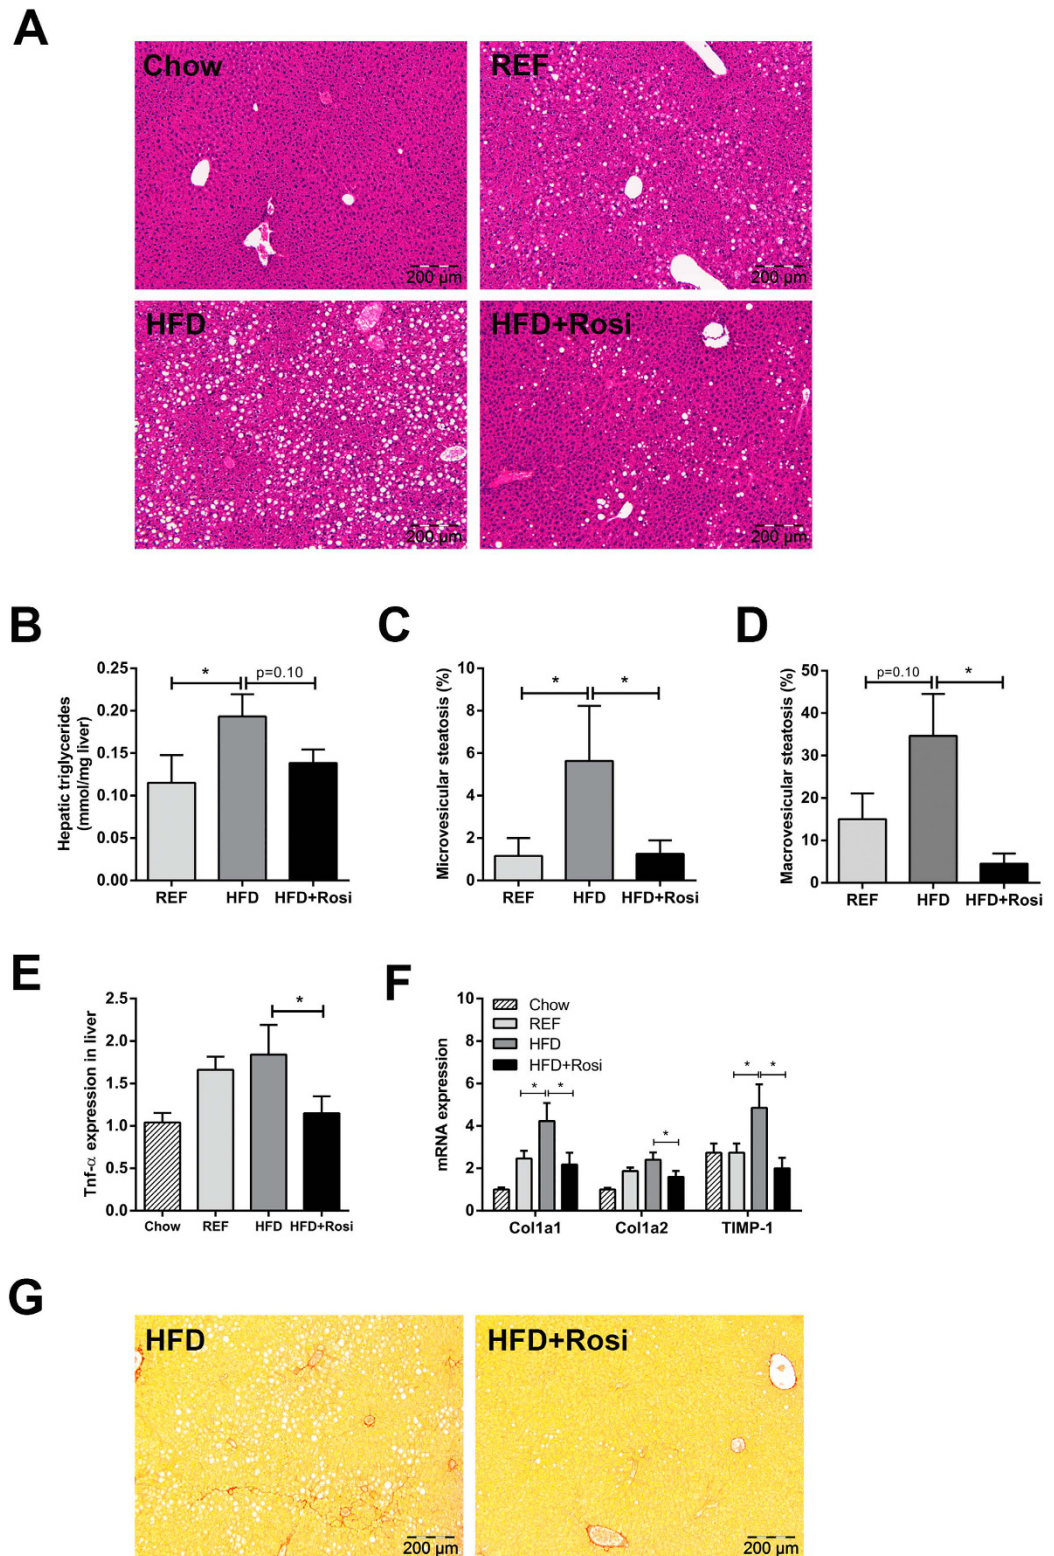 A
Chow
REF
200 µm
200 µm
HFD
HFD+Rosi
200 µm
200 µm
B
Hepatic triglycerides
(mmol/mg liver)
0.25
0.20
0.15
0.10
0.05
0.00
*
p=0.10
REF
HFD
HFD+Rosi
C
Microvesicular steatosis (%)
10
8
6
4
2
0
*
*
REF
HFD
HFD+Rosi
D
Macrovesicular steatosis (%)
50
40
30
20
10
0
p=0.10
*
REF
HFD
HFD+Rosi
E
Tnf-α expression in liver
2.5
2.0
1.5
1.0
0.5
0.0
*
Chow
REF
HFD
HFD+Rosi
F
mRNA expression
10
8
6
4
2
0
Chow
REF
HFD
HFD+Rosi
*
*
*
*
*
Col1a1
Col1a2
TIMP-1
G
HFD
HFD+Rosi
200 µm
200 µm